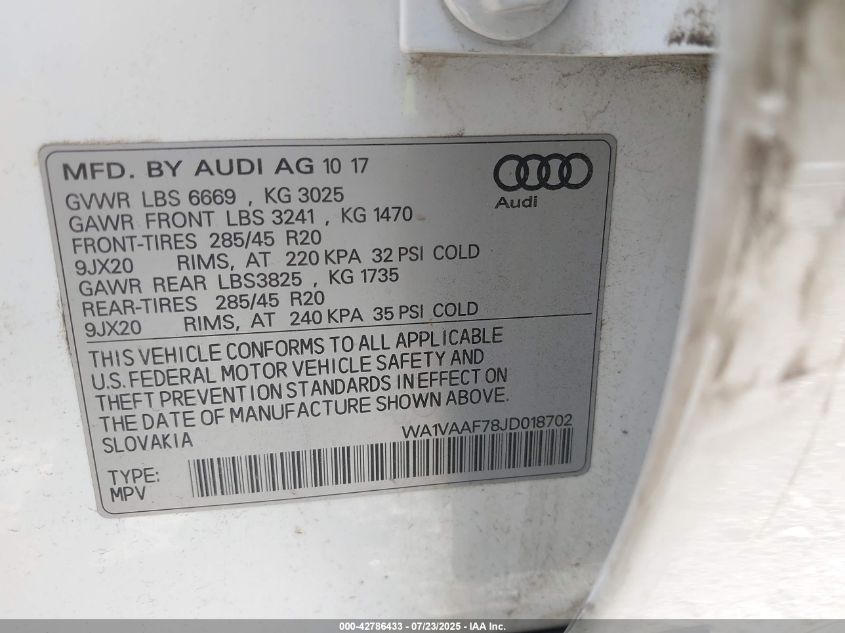 MFD. BY AUDI AG 10 17
Audi
GVWR LBS 6669 , KG 3025
GAWR FRONT LBS 3241 , KG 1470
FRONT-TIRES 285/45 R20
9JX20 RIMS, AT 220 KPA 32 PSI COLD
GAWR REAR LBS3825 , KG 1735
REAR-TIRES 285/45 R20
9JX20 RIMS, AT 240 KPA 35 PSI COLD
THIS VEHICLE CONFORMS TO ALL APPLICABLE
U.S. FEDERAL MOTOR VEHICLE SAFETY AND
THEFT PREVENTION STANDARDS IN EFFECT ON
THE DATE OF MANUFACTURE SHOWN ABOVE.
SLOVAKIA WA1VAAF78JD018702
TYPE:
MPV
000-42786433 - 07/23/2025 - IAA Inc.